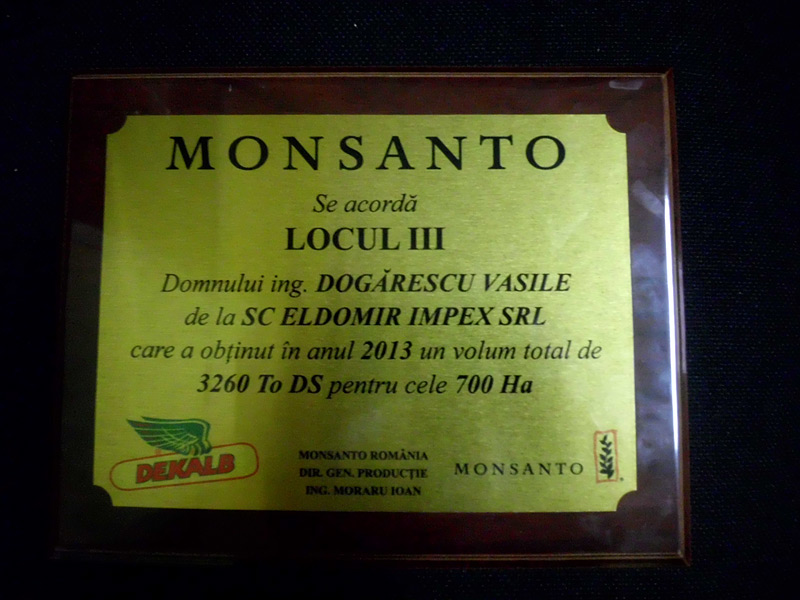 MONSANTO
Se acordă
LOCUL III
Domnului ing. DOGĂRESCU VASILE
de la SC ELDOMIR IMPEX SRL
care a obținut în anul 2013 un volum total de
3260 To DS pentru cele 700 Ha
DEKALB
MONSANTO ROMÂNIA
DIR. GEN. PRODUCȚIE
ING. MORARU IOAN
MONSANTO